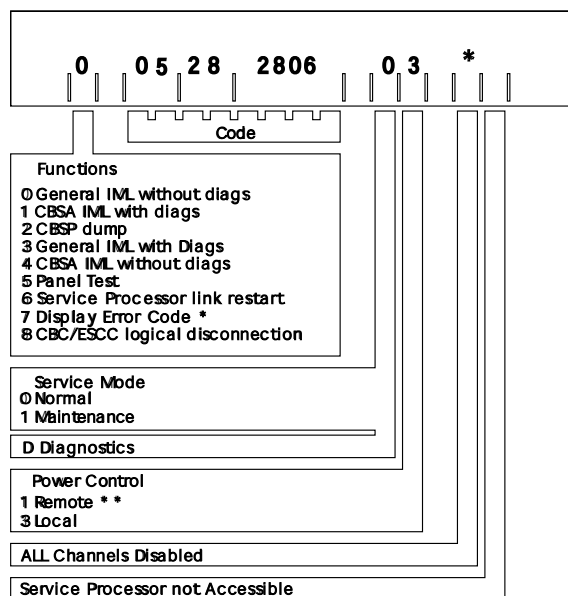 0 05 28 2806 03 *
Code
Functions
0 General IML without diags
1 CBSA IML with diags
2 CBSP dump
3 General IML with Diags
4 CBSA IML without diags
5 Panel Test
6 Service Processor link restart
7 Display Error Code *
8 CBC/ESCC logical disconnection
Service Mode
0 Normal
1 Maintenance
D Diagnostics
Power Control
1 Remote * *
3 Local
ALL Channels Disabled
Service Processor not Accessible